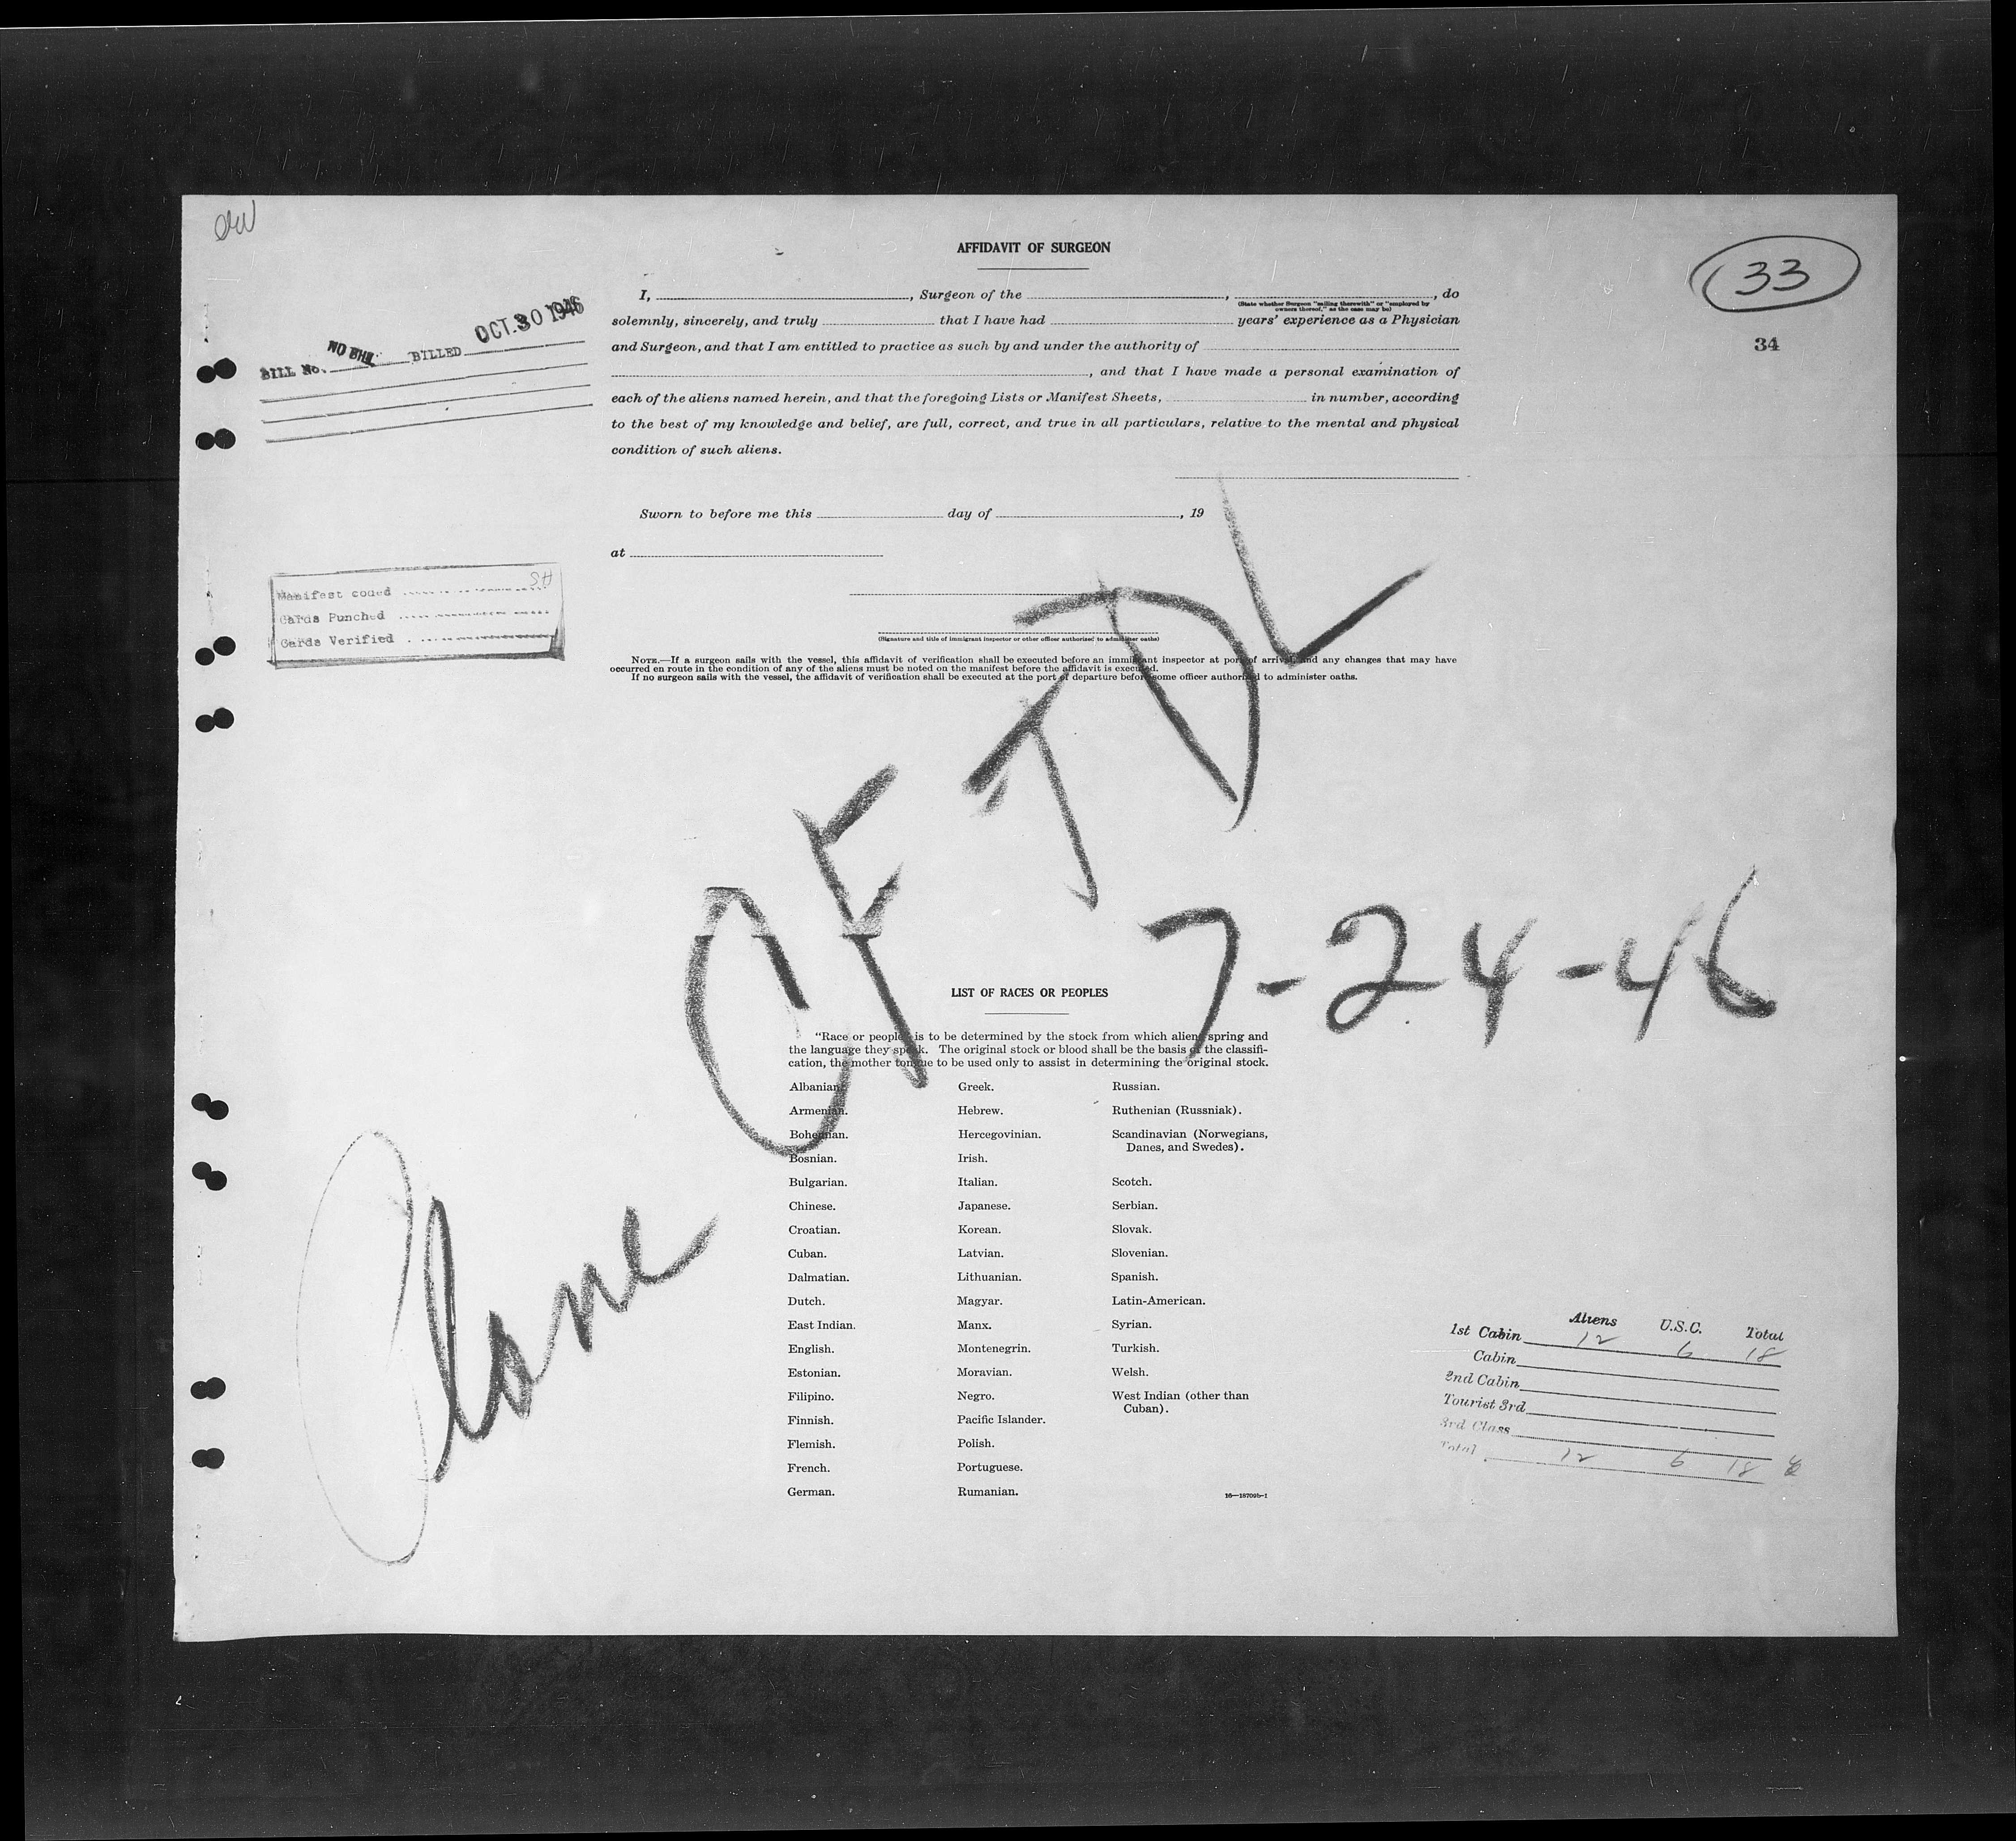 AFFIDAVIT OF SURGEON
33
34
OCT. 30 1946
BILL No. NO BILL BILLED
I, , Surgeon of the , , do
(State whether Surgeon "sailing therewith" or "employed by
owners thereof," as the case may be)
solemnly, sincerely, and truly that I have had years' experience as a Physician
and Surgeon, and that I am entitled to practice as such by and under the authority of
, and that I have made a personal examination of
each of the aliens named herein, and that the foregoing Lists or Manifest Sheets, in number, according
to the best of my knowledge and belief, are full, correct, and true in all particulars, relative to the mental and physical
condition of such aliens.
Sworn to before me this day of , 19
at
Manifest coded SH
Cards Punched
Cards Verified
(Signature and title of immigrant inspector or other officer authorized to administer oaths)
NOTE.—If a surgeon sails with the vessel, this affidavit of verification shall be executed before an immigrant inspector at port of arrival, and any changes that may have
occurred en route in the condition of any of the aliens must be noted on the manifest before the affidavit is executed.
If no surgeon sails with the vessel, the affidavit of verification shall be executed at the port of departure before some officer authorized to administer oaths.
Plane CF-TDL
7-24-46
LIST OF RACES OR PEOPLES
"Race or people is to be determined by the stock from which aliens spring and
the language they speak. The original stock or blood shall be the basis of the classifi-
cation, the mother tongue to be used only to assist in determining the original stock.
Albanian.
Armenian.
Bohemian.
Bosnian.
Bulgarian.
Chinese.
Croatian.
Cuban.
Dalmatian.
Dutch.
East Indian.
English.
Estonian.
Filipino.
Finnish.
Flemish.
French.
German.
Greek.
Hebrew.
Hercegovinian.
Irish.
Italian.
Japanese.
Korean.
Latvian.
Lithuanian.
Magyar.
Manx.
Montenegrin.
Moravian.
Negro.
Pacific Islander.
Polish.
Portuguese.
Rumanian.
Russian.
Ruthenian (Russniak).
Scandinavian (Norwegians,
Danes, and Swedes).
Scotch.
Serbian.
Slovak.
Slovenian.
Spanish.
Latin-American.
Syrian.
Turkish.
Welsh.
West Indian (other than
Cuban).
16—18709b-1
Aliens U.S.C. Total
1st Cabin 12 6 18
Cabin
2nd Cabin
Tourist 3rd
3rd Class
Total 12 6 18